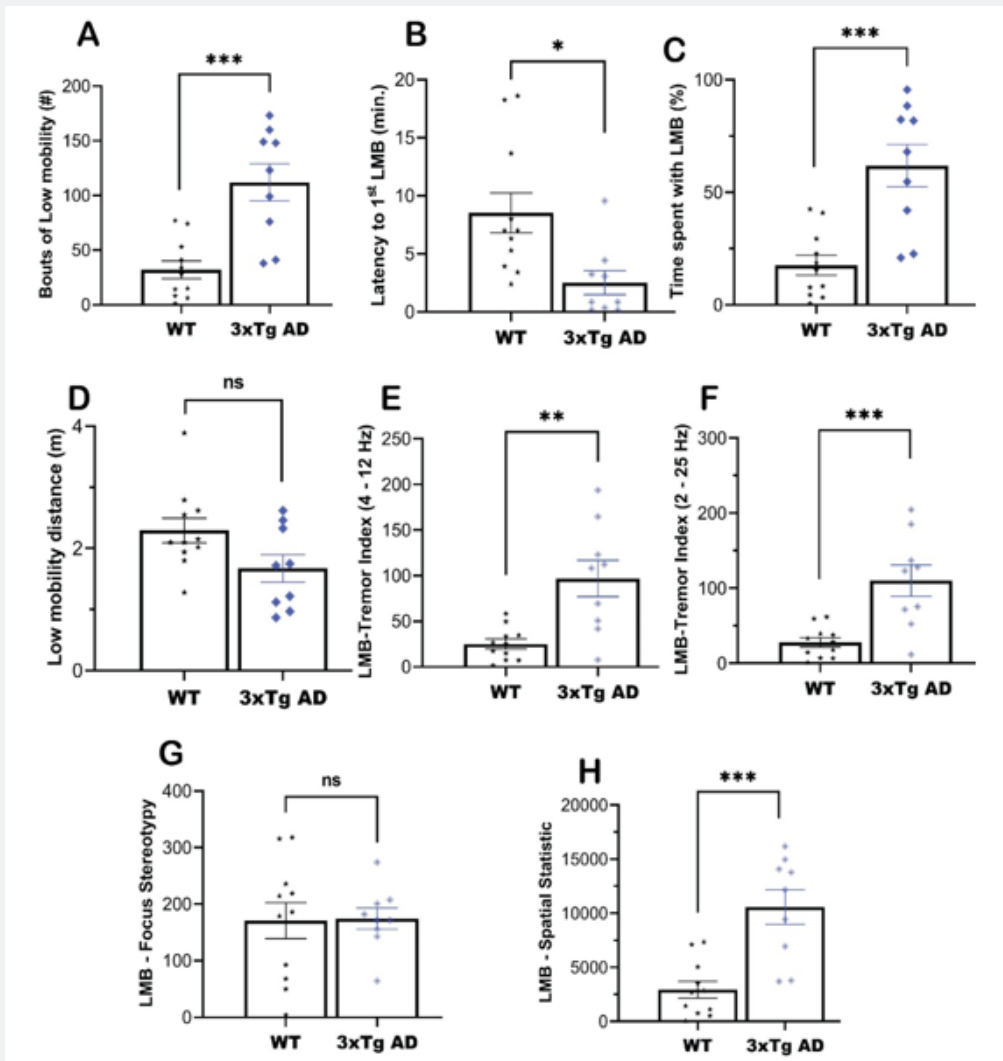 A
Bouts of Low mobility (#)
200
150
100
50
0
***
WT
3xTg AD
B
Latency to 1st LMB (min.)
20
15
10
5
0
*
WT
3xTg AD
C
Time spent with LMB (%)
100
50
0
***
WT
3xTg AD
D
Low mobility distance (m)
4
2
0
ns
WT
3xTg AD
E
LMB-Tremor Index (4 - 12 Hz)
250
200
150
100
50
0
**
WT
3xTg AD
F
LMB-Tremor Index (2 - 25 Hz)
300
200
100
0
***
WT
3xTg AD
G
LMB - Focus Stereotypy
400
300
200
100
0
ns
WT
3xTg AD
H
LMB - Spatial Statistic
20000
15000
10000
5000
0
***
WT
3xTg AD